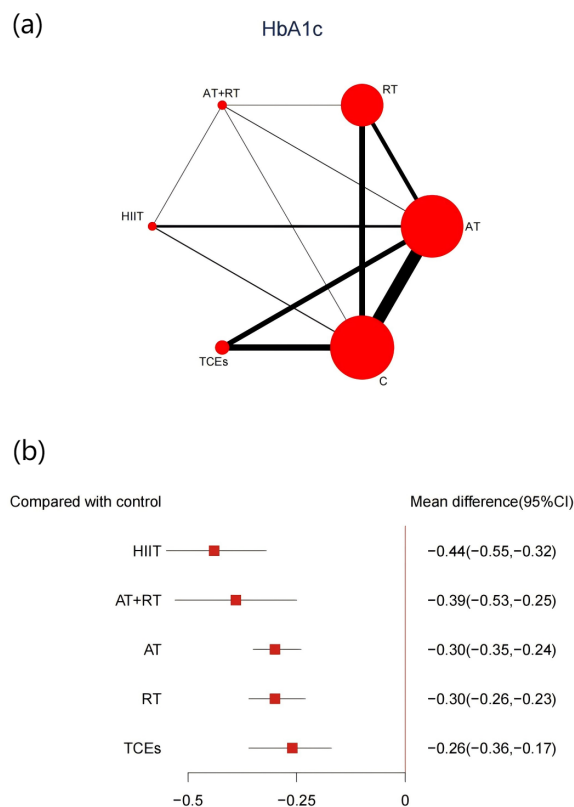 (a)
HbA1c
AT+RT
RT
HIIT
AT
TCEs
C
(b)
Compared with control Mean difference(95%CI)
HIIT −0.44(−0.55,−0.32)
AT+RT −0.39(−0.53,−0.25)
AT −0.30(−0.35,−0.24)
RT −0.30(−0.26,−0.23)
TCEs −0.26(−0.36,−0.17)
−0.5 −0.25 0